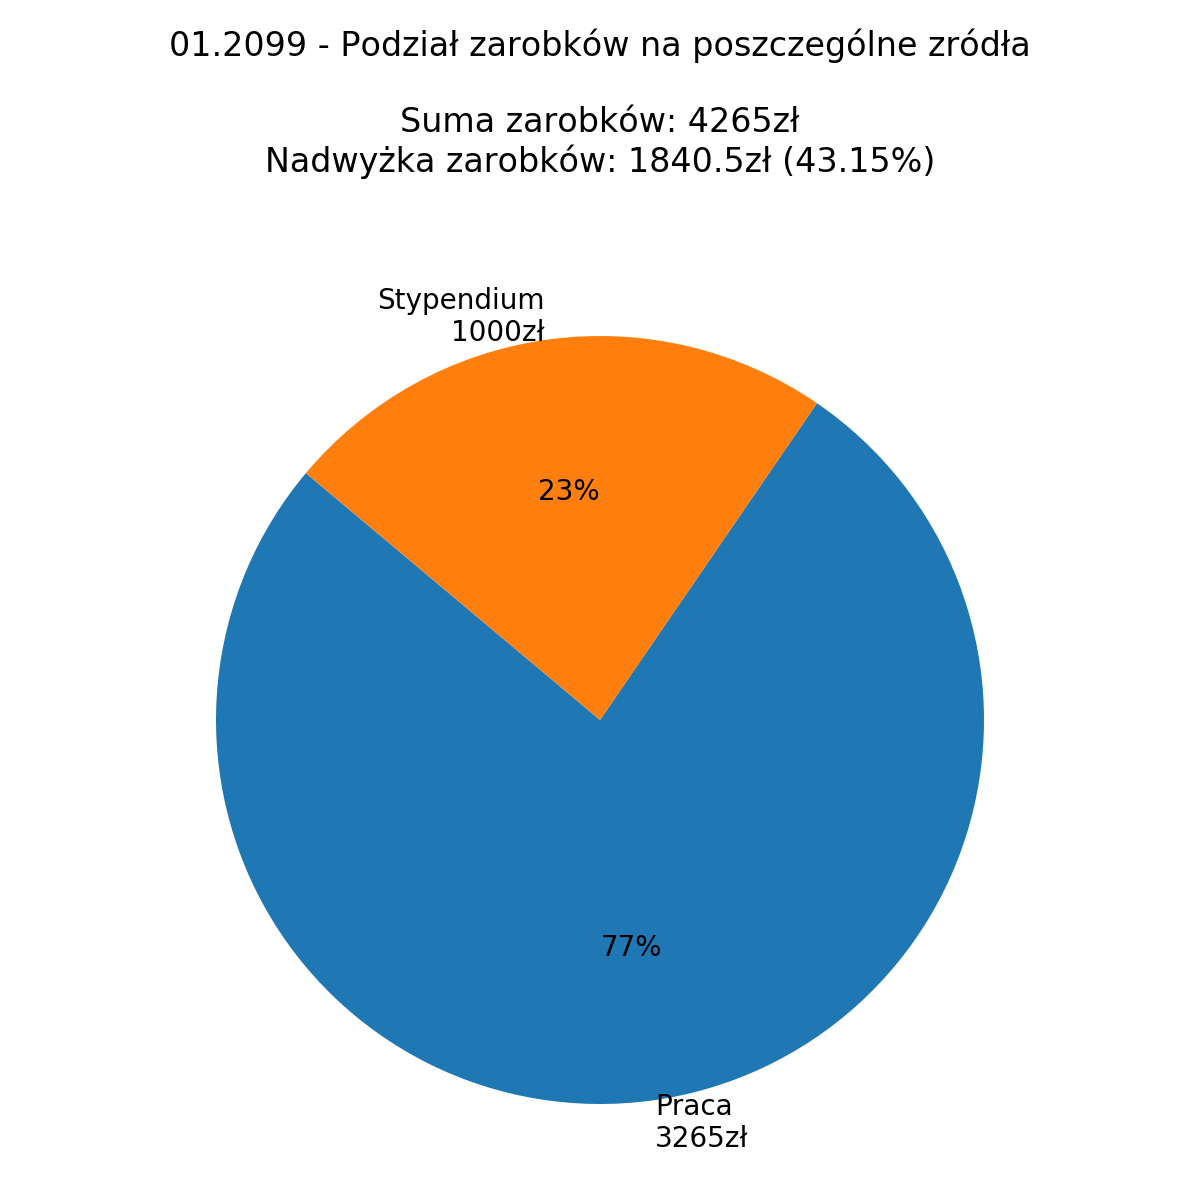 01.2099 - Podział zarobków na poszczególne zródła
Suma zarobków: 4265zł
Nadwyżka zarobków: 1840.5zł (43.15%)
Stypendium
1000zł
23%
77%
Praca
3265zł